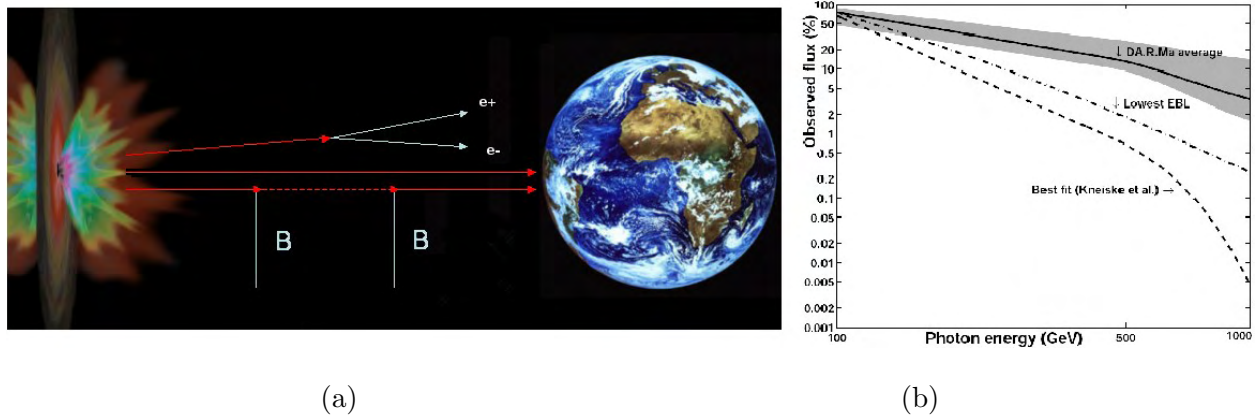 e+
e-
B
B
(a)
Observed flux (%)
100
50
20
10
5
2
1
0.5
0.2
0.1
0.05
0.02
0.01
0.005
0.002
0.001
↓ DA.R.Ma average
↓ Lowest EBL
Best fit (Kneiske et al.) →
100
Photon energy (GeV)
500
1000
(b)